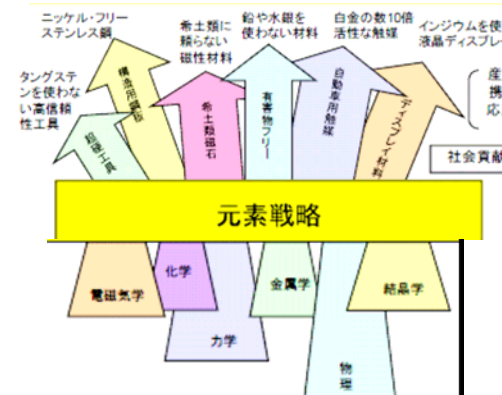 ニッケル・フリー
ステンレス鋼
希土類に
頼らない
磁性材料
鉛や水銀を
使わない材料
白金の数10倍
活性な触媒
インジウムを使
液晶ディスプレイ
タングステ
ンを使わな
い高信頼
性工具
超硬工具
構造用鋼板
希土類磁石
有害物フリー
自動車用触媒
ディスプレイ材料
産
携
応
社会貢献
元素戦略
電磁気学
化学
力学
金属学
物理
結晶学